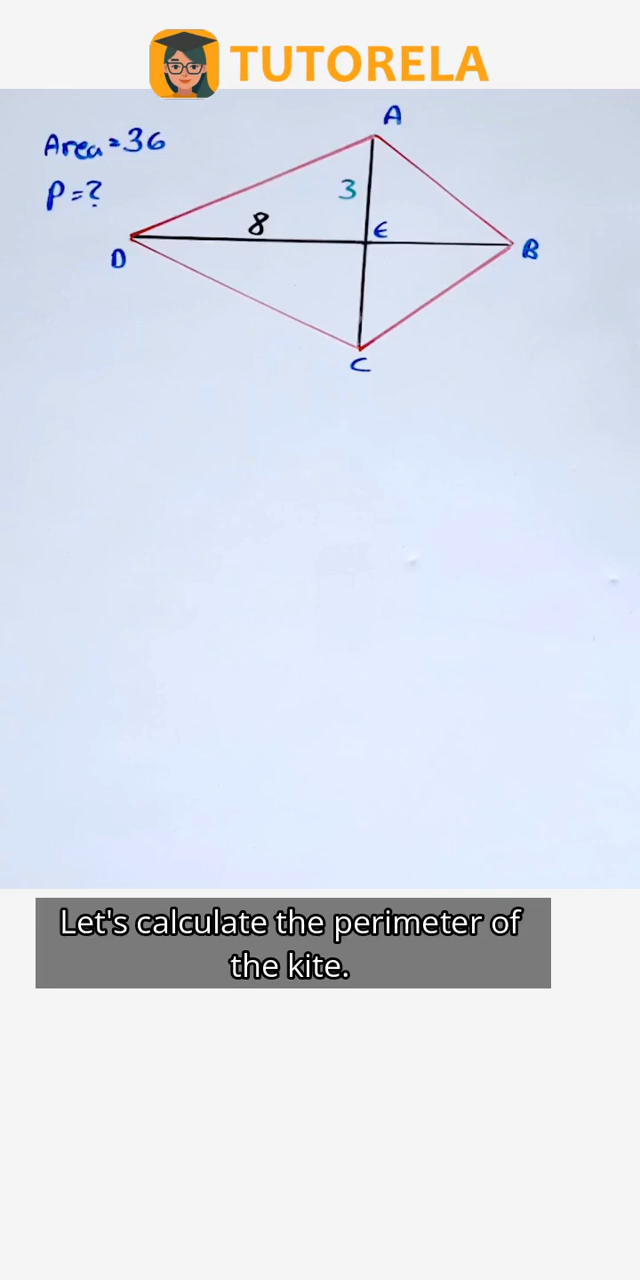 TUTORELA
A
Area = 36
3
P = ?
8
E
D
B
C
Let's calculate the perimeter of
the kite.